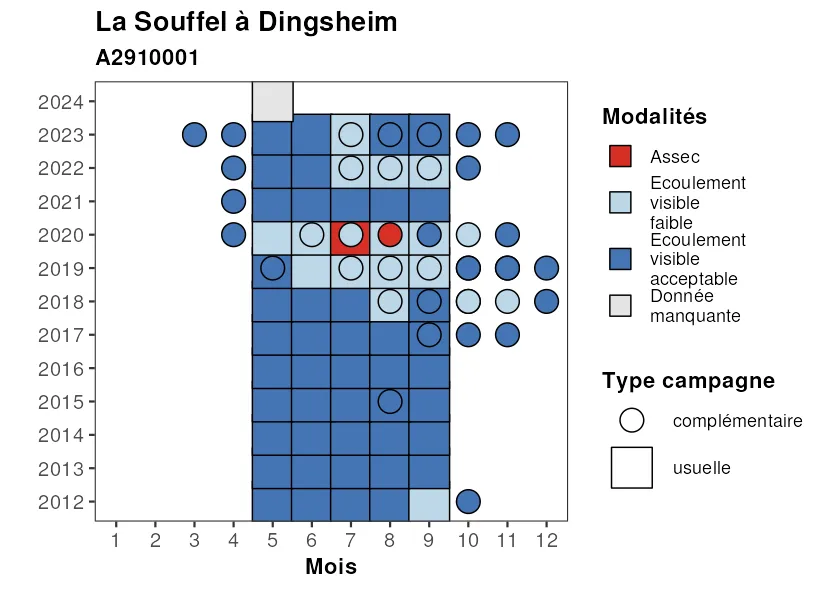 La Souffel à Dingsheim
A2910001
2024
2023
2022
2021
2020
2019
2018
2017
2016
2015
2014
2013
2012
1 2 3 4 5 6 7 8 9 10 11 12
Mois
Modalités
Assec
Ecoulement
visible
faible
Ecoulement
visible
acceptable
Donnée
manquante
Type campagne
complémentaire
usuelle